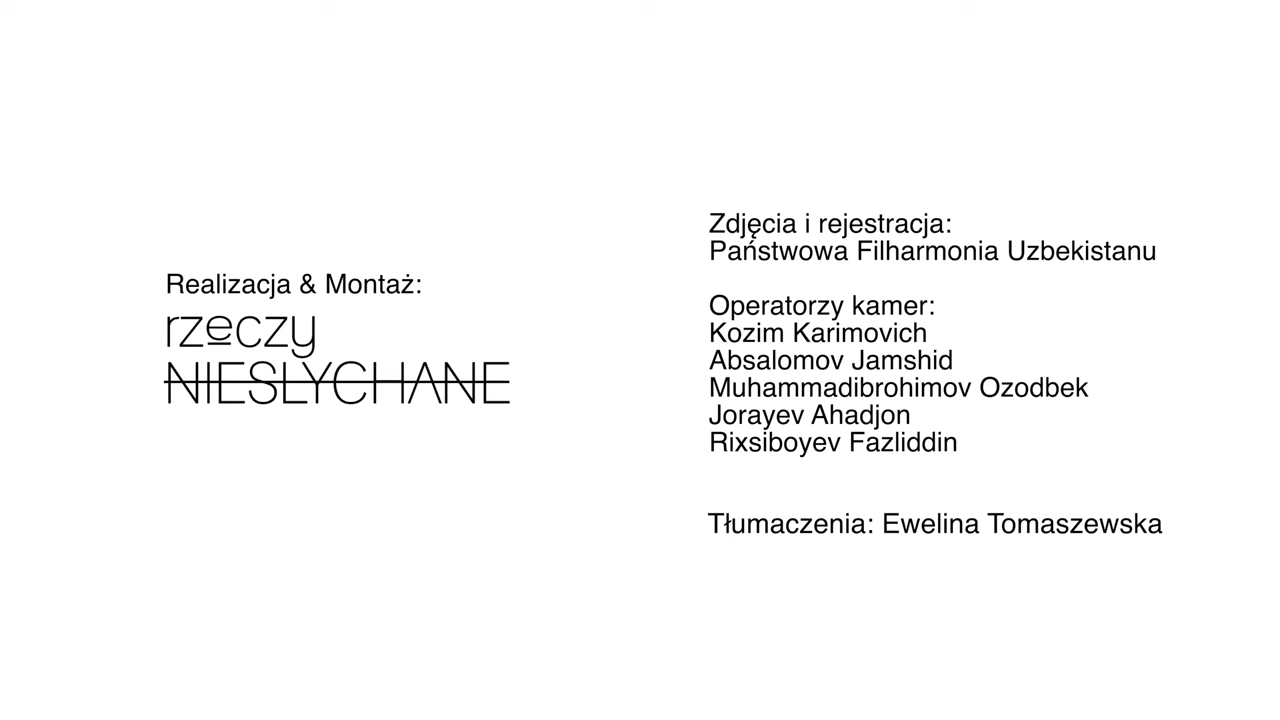 Realizacja & Montaż:
rzeczy
NIESŁYCHANE
Zdjęcia i rejestracja:
Państwowa Filharmonia Uzbekistanu
Operatorzy kamer:
Kozim Karimovich
Absalomov Jamshid
Muhammadibrohimov Ozodbek
Jorayev Ahadjon
Rixsiboyev Fazliddin
Tłumaczenia: Ewelina Tomaszewska